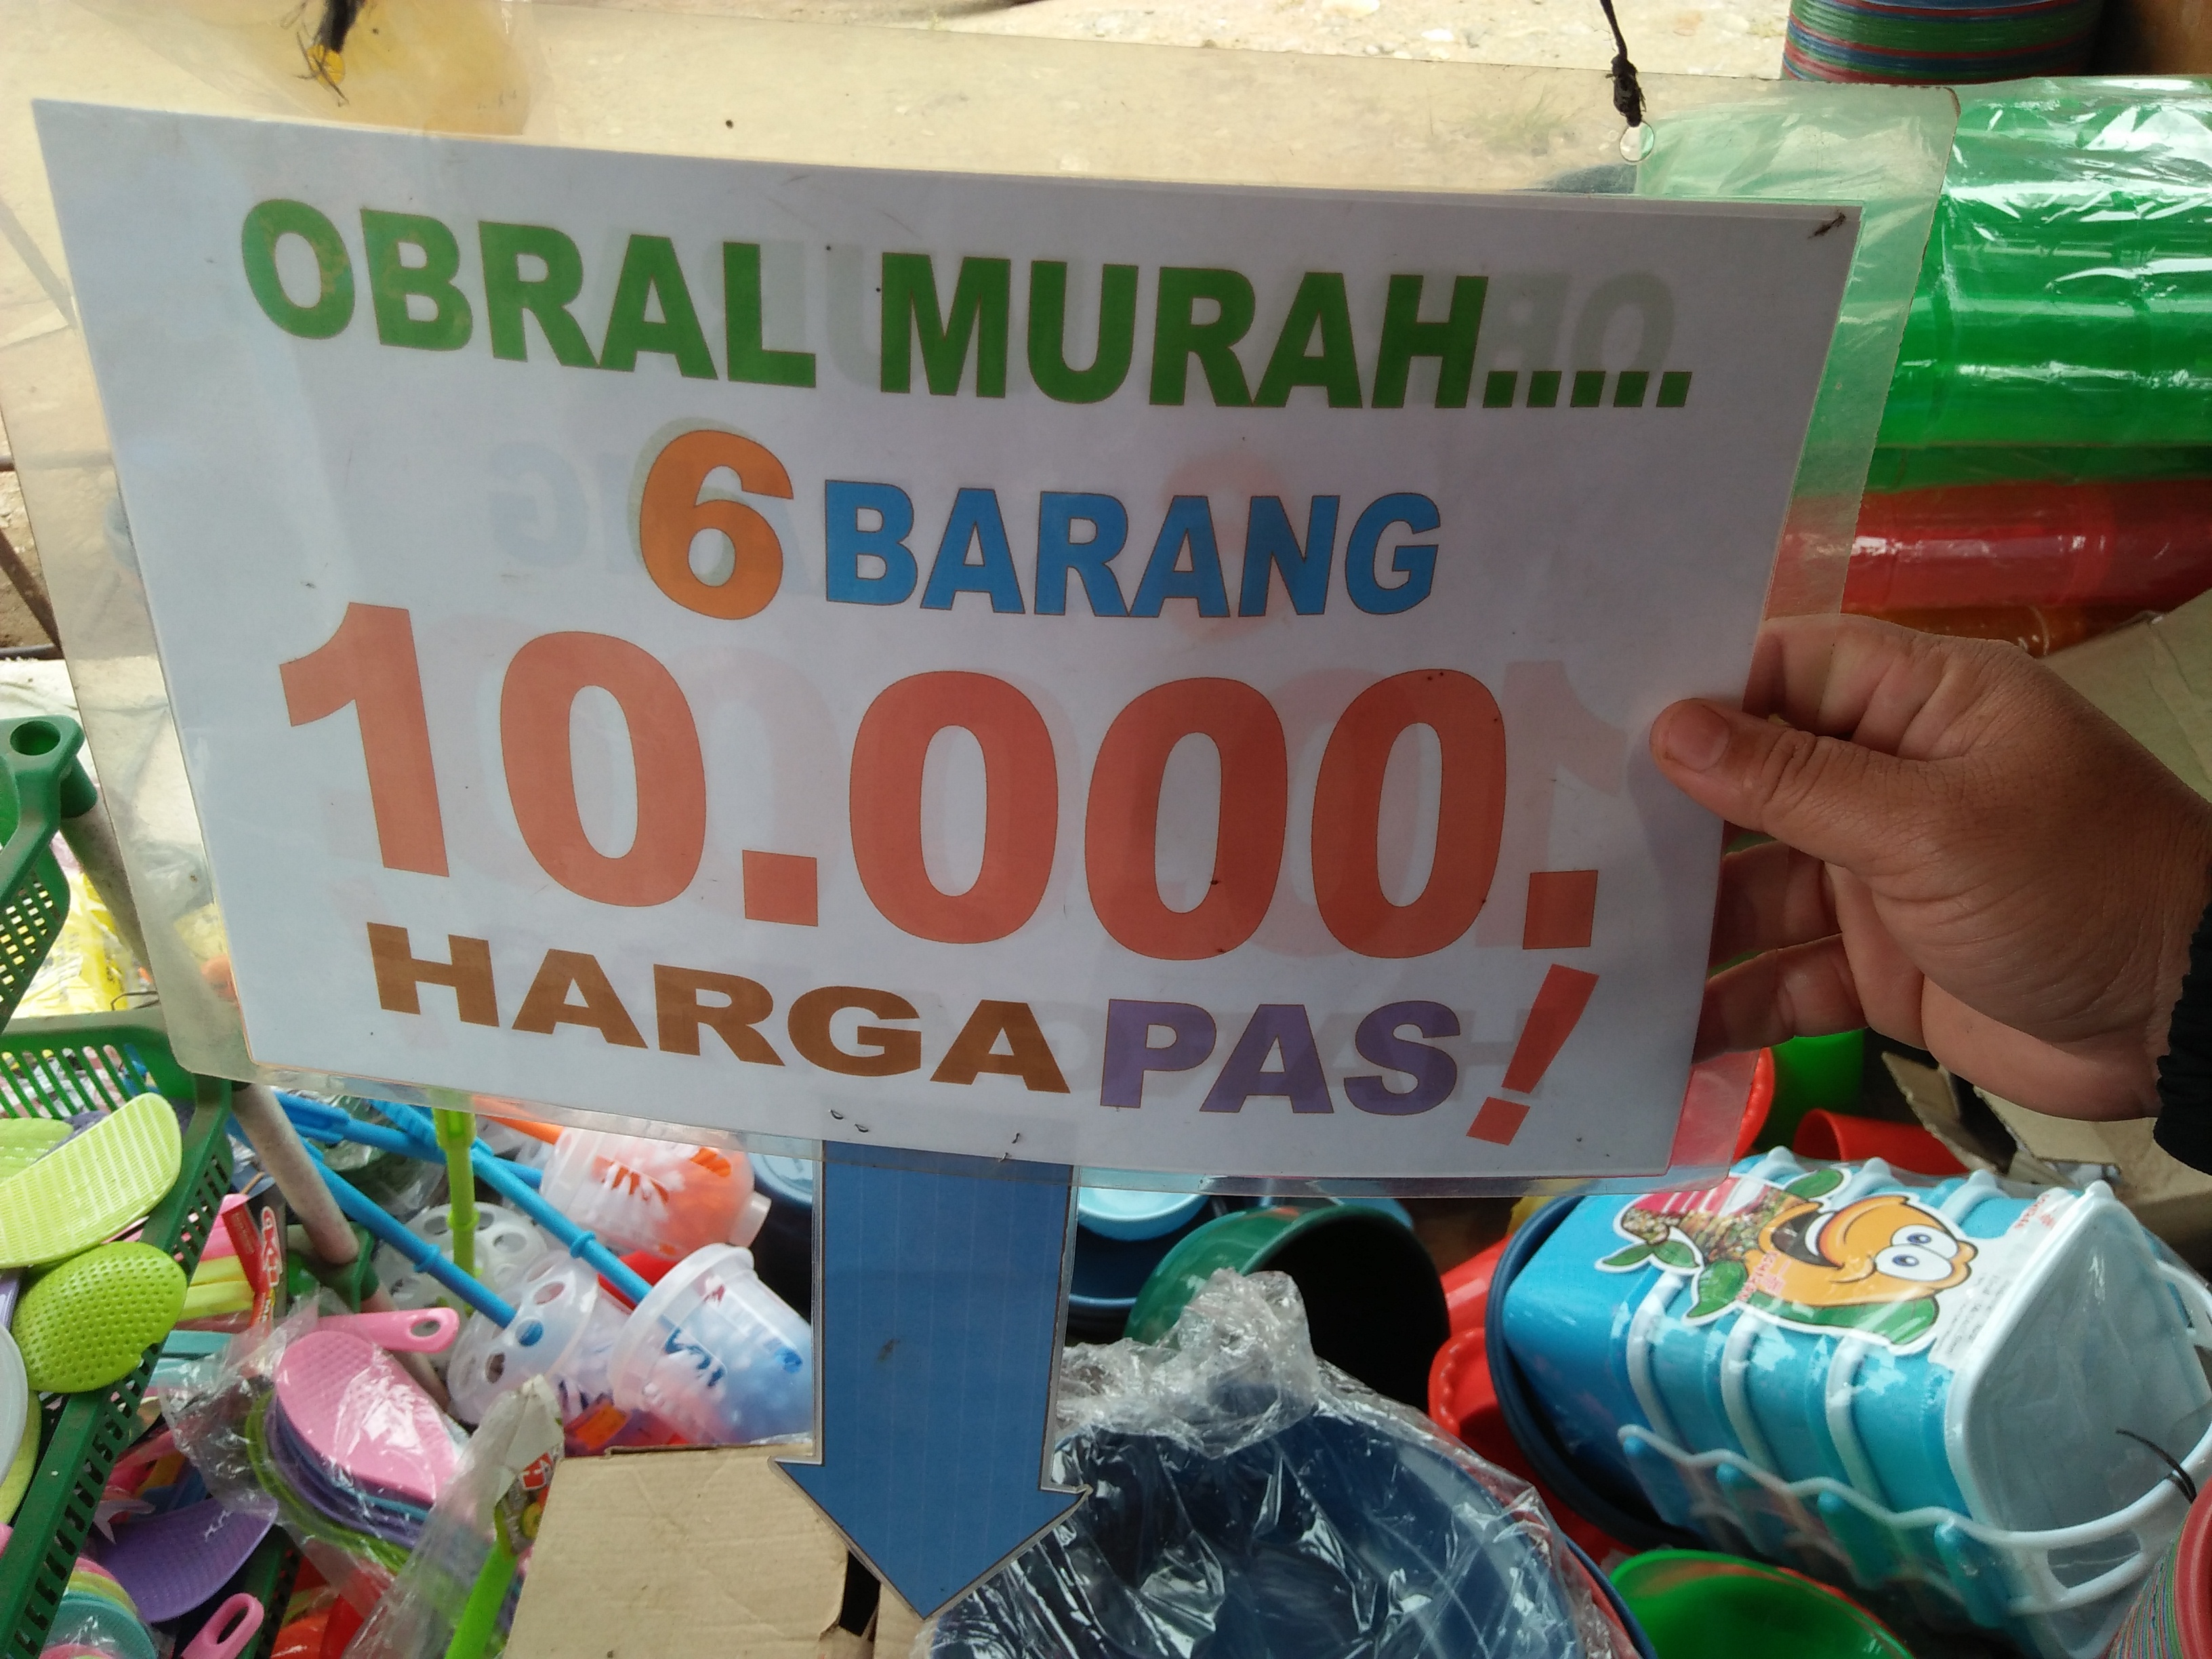 OBRAL MURAH.....
6 BARANG
10.000.
HARGA PAS!